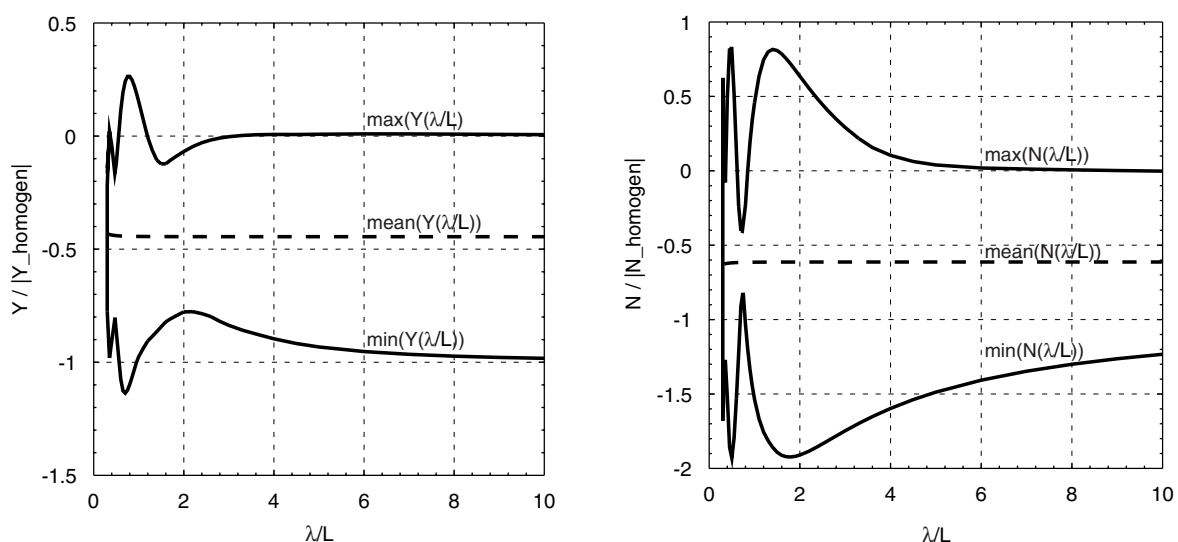 0.5
0
-0.5
-1
-1.5
Y / |Y_homogen|
max(Y(λ/L)
mean(Y(λ/L))
min(Y(λ/L))
0 2 4 6 8 10
λ/L
1
0.5
0
-0.5
-1
-1.5
-2
N / |N_homogen|
max(N(λ/L))
mean(N(λ/L))
min(N(λ/L))
0 2 4 6 8 10
λ/L